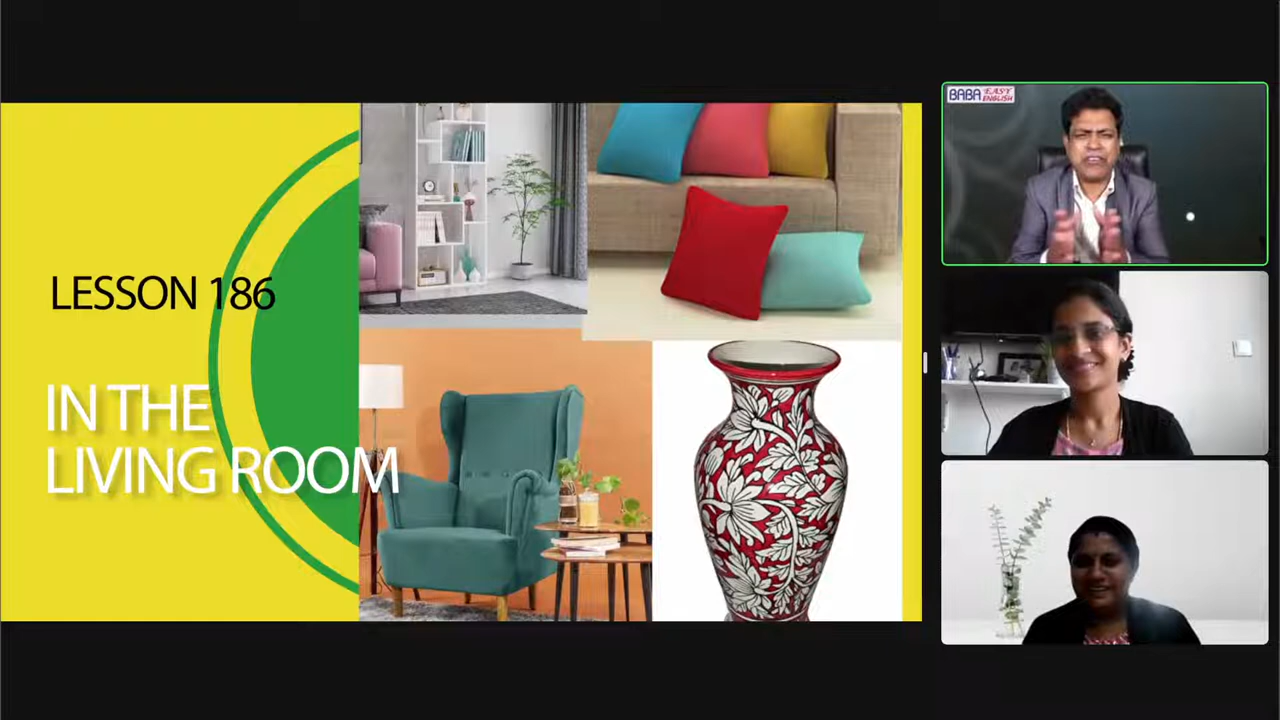 LESSON 186
IN THE
LIVING ROOM
BABA EASY
ENGLISH